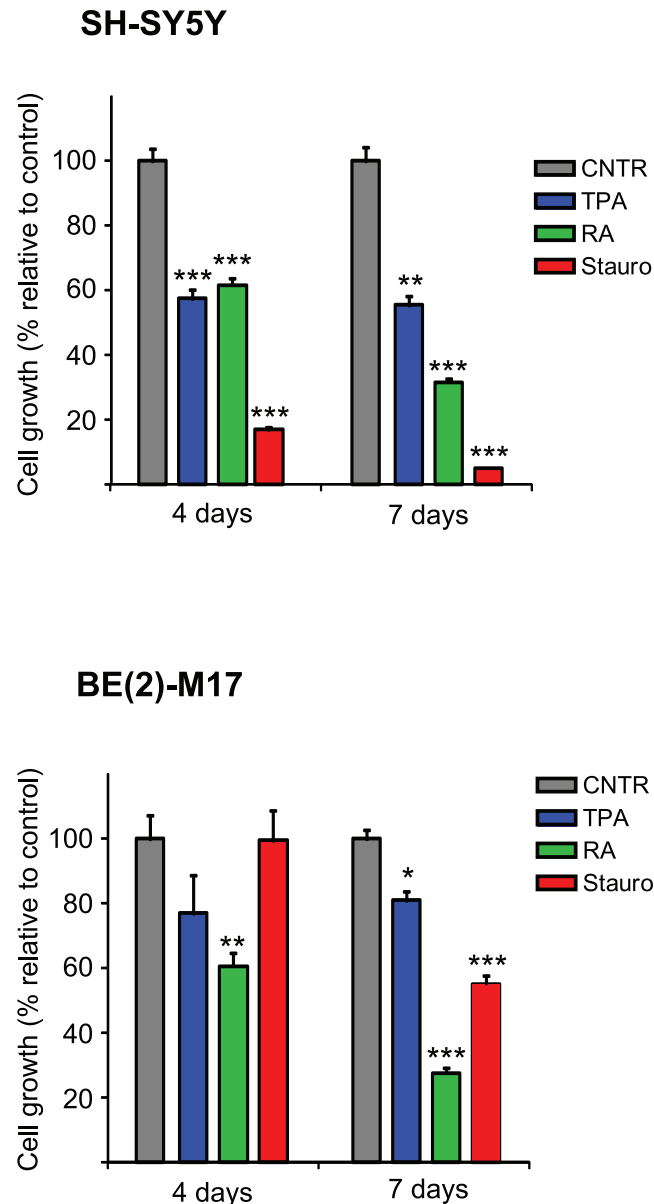 SH-SY5Y
Cell growth (% relative to control)
100
80
60
40
20
***
***
***
**
***
***
4 days
7 days
CNTR
TPA
RA
Stauro
BE(2)-M17
Cell growth (% relative to control)
100
80
60
40
20
**
*
***
***
4 days
7 days
CNTR
TPA
RA
Stauro